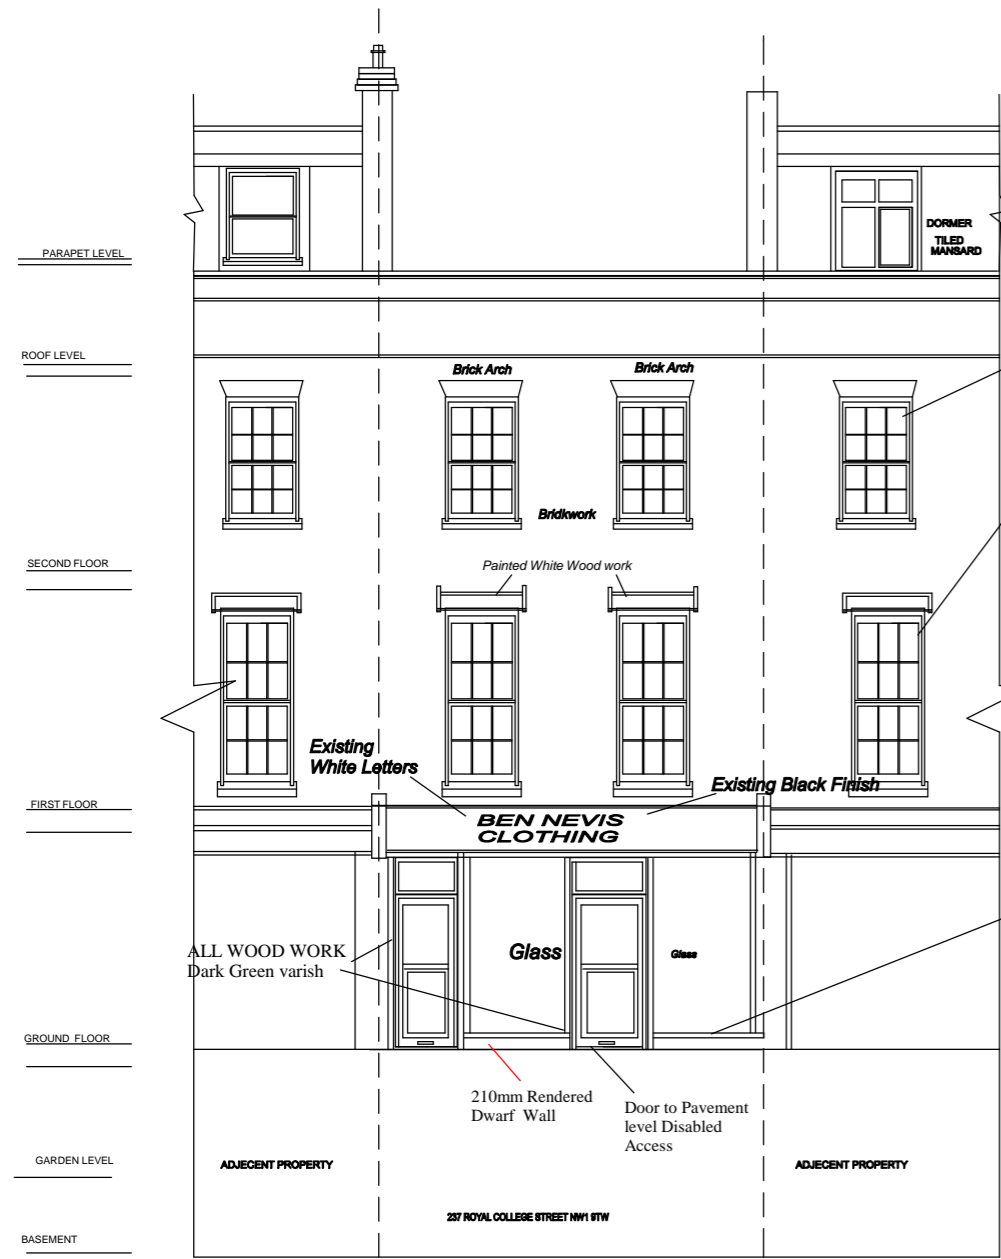 DORMER
TILED
MANSARD
PARAPET LEVEL
ROOF LEVEL
Brick Arch
Brick Arch
Bridkwork
SECOND FLOOR
Painted White Wood work
Existing
White Letters
Existing Black Finish
FIRST FLOOR
BEN NEVIS
CLOTHING
ALL WOOD WORK
Dark Green varish
Glass
Glass
GROUND FLOOR
210mm Rendered
Dwarf Wall
Door to Pavement
level Disabled
Access
GARDEN LEVEL
ADJECENT PROPERTY
ADJECENT PROPERTY
237 ROYAL COLLEGE STREET NW1 9TW
BASEMENT